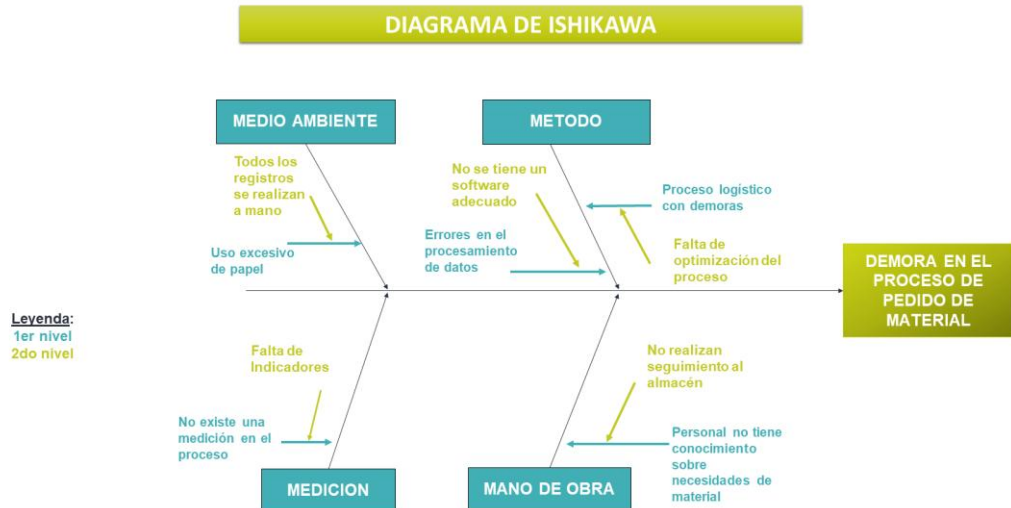 DIAGRAMA DE ISHIKAWA
MEDIO AMBIENTE
METODO
Todos los
registros
se realizan
a mano
Uso excesivo
de papel
No se tiene un
software
adecuado
Errores en el
procesamiento
de datos
Proceso logístico
con demoras
Falta de
optimización del
proceso
DEMORA EN EL
PROCESO DE
PEDIDO DE
MATERIAL
Leyenda:
1er nivel
2do nivel
Falta de
Indicadores
No existe una
medición en el
proceso
No realizan
seguimiento al
almacén
Personal no tiene
conocimiento
sobre
necesidades de
material
MEDICION
MANO DE OBRA